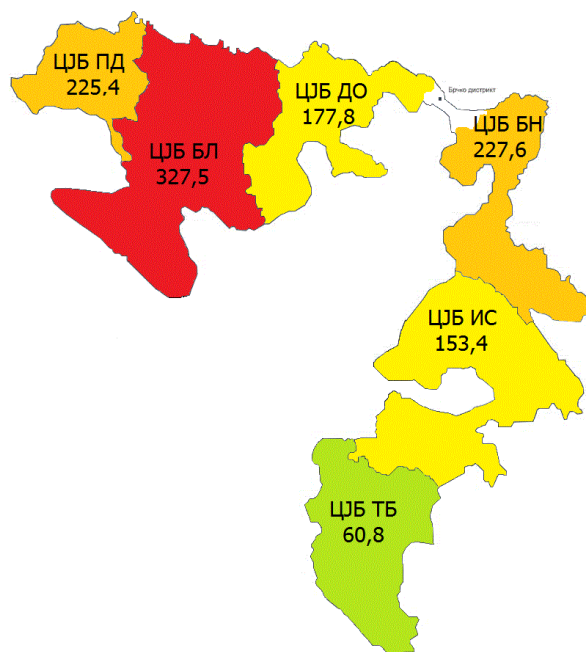 ЦЈБ ПД
225,4
ЦЈБ ДО
177,8
Брчко дистрикт
ЦЈБ БН
227,6
ЦЈБ БЛ
327,5
ЦЈБ ИС
153,4
ЦЈБ ТБ
60,8